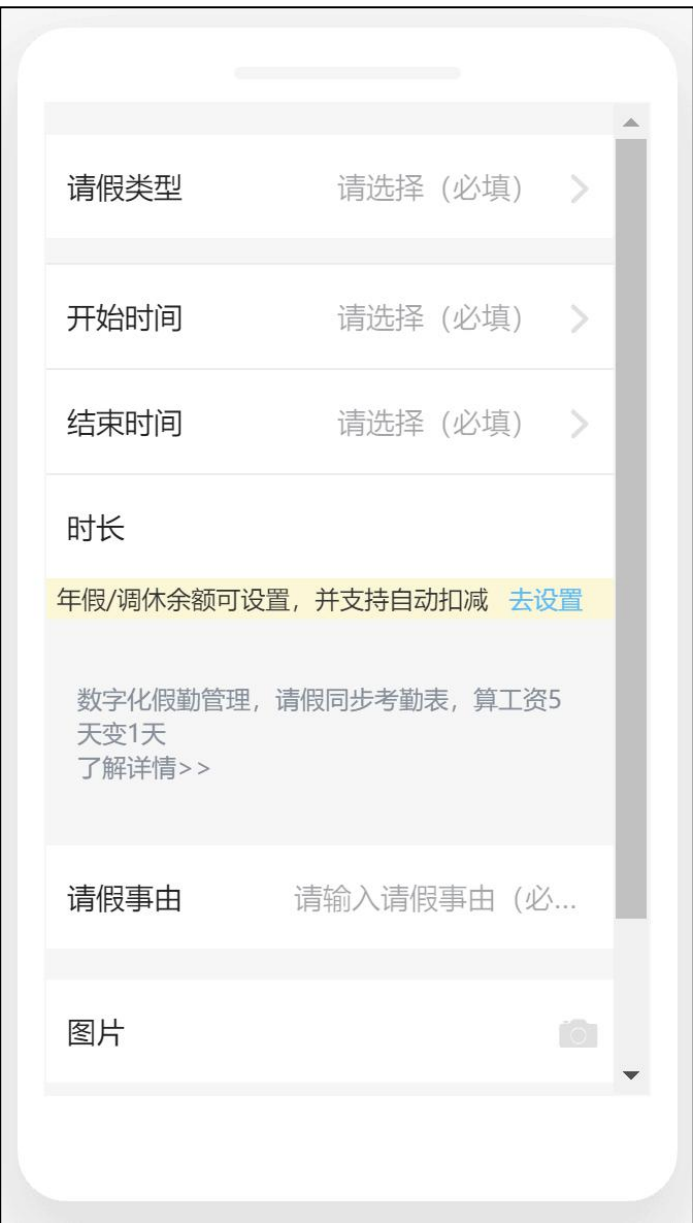 请假类型 请选择（必填）
开始时间 请选择（必填）
结束时间 请选择（必填）
时长
年假/调休余额可设置，并支持自动扣减 去设置
数字化假勤管理，请假同步考勤表，算工资5
天变1天
了解详情>>
请假事由 请输入请假事由（必...
图片